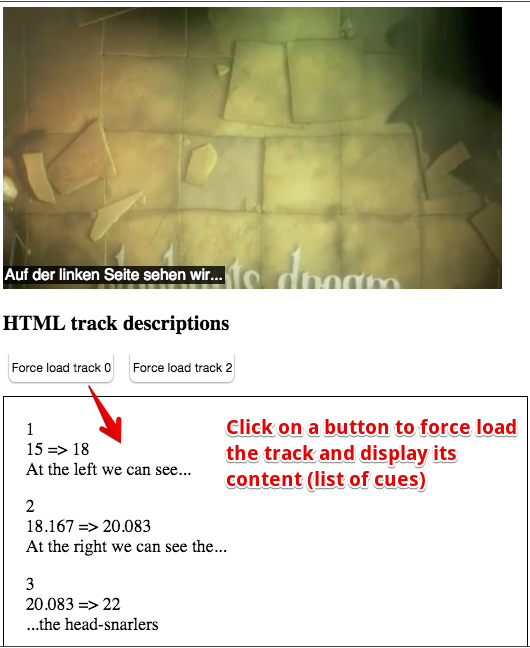 Auf der linken Seite sehen wir...
dream
HTML track descriptions
Force load track 0 Force load track 2
Click on a button to force load
the track and display its
content (list of cues)
1
15 => 18
At the left we can see...
2
18.167 => 20.083
At the right we can see the...
3
20.083 => 22
...the head-snarlers